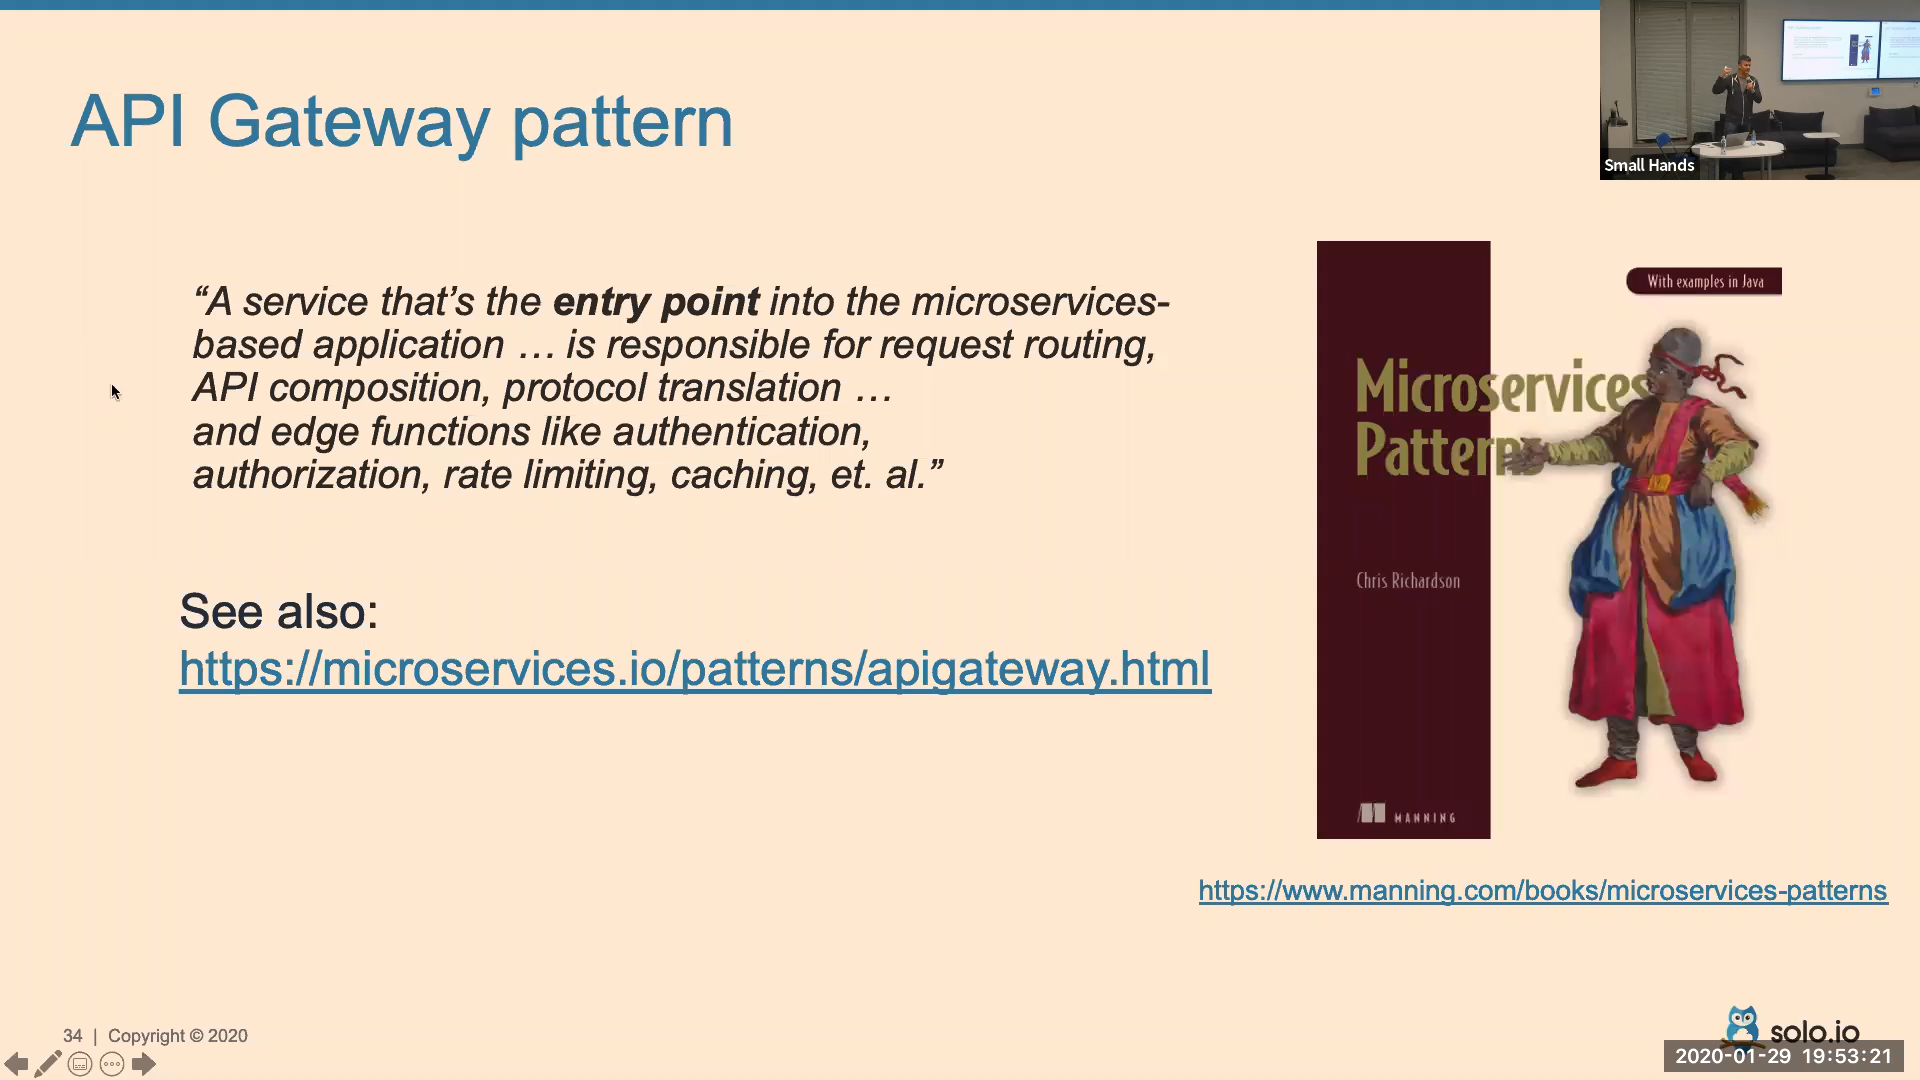 API Gateway pattern
Small Hands
“A service that’s the entry point into the microservices-
based application … is responsible for request routing,
API composition, protocol translation …
and edge functions like authentication,
authorization, rate limiting, caching, et. al.”
See also:
https://microservices.io/patterns/apigateway.html
With examples in Java
Microservices
Patterns
Chris Richardson
MANNING
https://www.manning.com/books/microservices-patterns
34 | Copyright © 2020
solo.io
2020-01-29 19:53:21